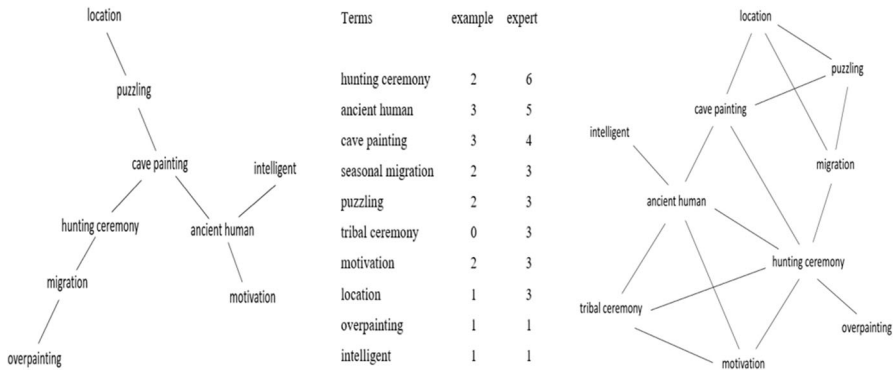 location
puzzling
cave painting
intelligent
hunting ceremony
ancient human
migration
motivation
overpainting
Terms example expert
hunting ceremony 2 6
ancient human 3 5
cave painting 3 4
seasonal migration 2 3
puzzling 2 3
tribal ceremony 0 3
motivation 2 3
location 1 3
overpainting 1 1
intelligent 1 1
location
puzzling
cave painting
intelligent
migration
ancient human
hunting ceremony
tribal ceremony
overpainting
motivation